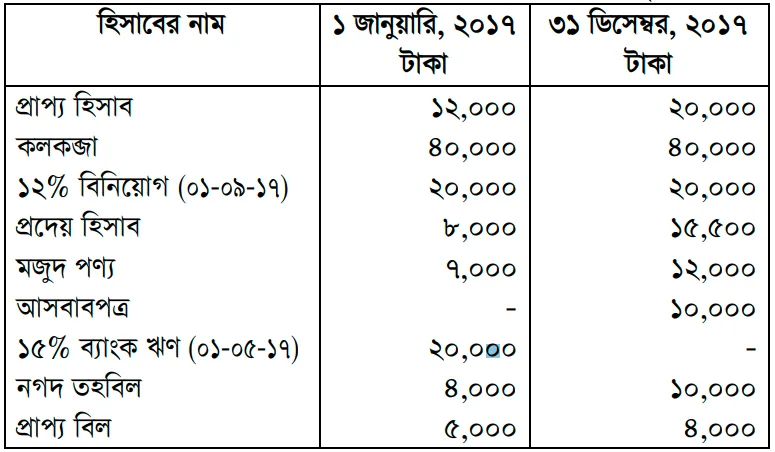 হিসাবের নাম ১ জানুয়ারি, ২০১৭ ৩১ ডিসেম্বর, ২০১৭
টাকা টাকা
প্রাপ্য হিসাব ১২,০০০ ২০,০০০
কলকব্জা ৪০,০০০ ৪০,০০০
১২% বিনিয়োগ (০১-০৯-১৭) ২০,০০০ ২০,০০০
প্রদেয় হিসাব ৮,০০০ ১৫,৫০০
মজুদ পণ্য ৭,০০০ ১২,০০০
আসবাবপত্র - ১০,০০০
১৫% ব্যাংক ঋণ (০১-০৫-১৭) ২০,০০০ -
নগদ তহবিল ৪,০০০ ১০,০০০
প্রাপ্য বিল ৫,০০০ ৪,০০০